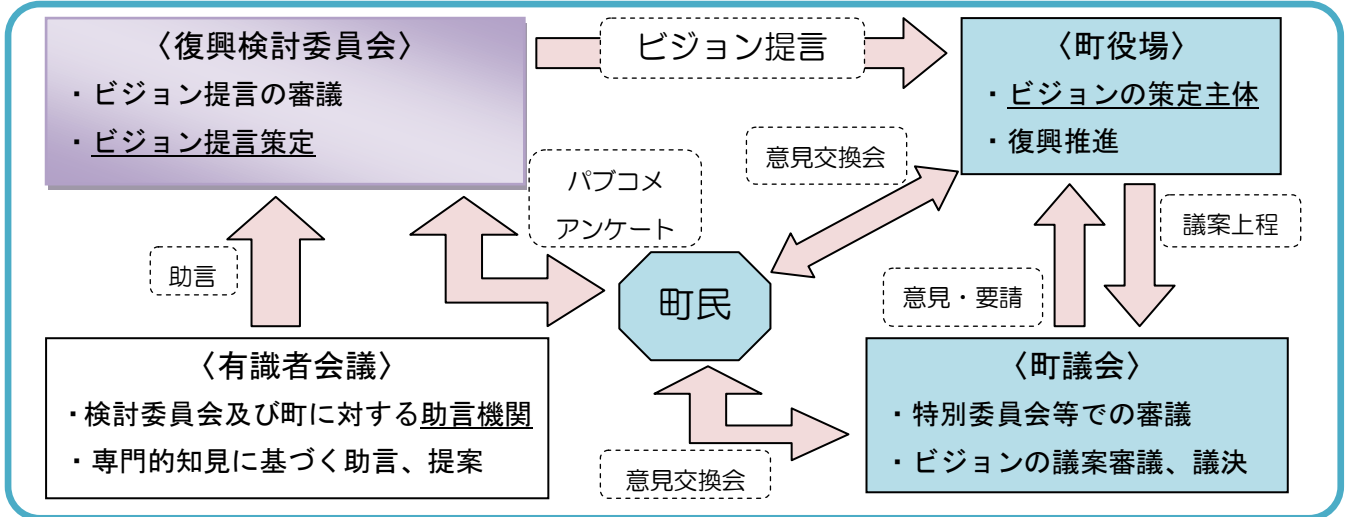 〈復興検討委員会〉
・ビジョン提言の審議
・ビジョン提言策定
ビジョン提言
〈町役場〉
・ビジョンの策定主体
・復興推進
パブコメ
アンケート
意見交換会
議案上程
助言
町民
意見・要請
〈有識者会議〉
・検討委員会及び町に対する助言機関
・専門的知見に基づく助言、提案
意見交換会
〈町議会〉
・特別委員会等での審議
・ビジョンの議案審議、議決